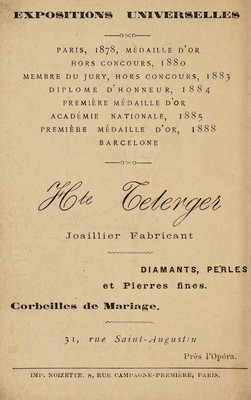 EXPOSITIONS UNIVERSELLES
PARIS, 1878, MÉDAILLE D'OR
HORS CONCOURS, 1880
MEMBRE DU JURY, HORS CONCOURS, 1883
DIPLOME D'HONNEUR, 1884
PREMIÈRE MÉDAILLE D'OR
ACADÉMIE NATIONALE, 1885
PREMIÈRE MÉDAILLE D'OR, 1888
BARCELONE
Hte Teterger
Joaillier Fabricant
DIAMANTS, PERLES
et Pierres fines.
Corbeilles de Mariage.
31, rue Saint-Augustin
Près l'Opéra.
IMP. NOIZETTE. 8, RUE CAMPAGNE-PREMIÈRE, PARIS.